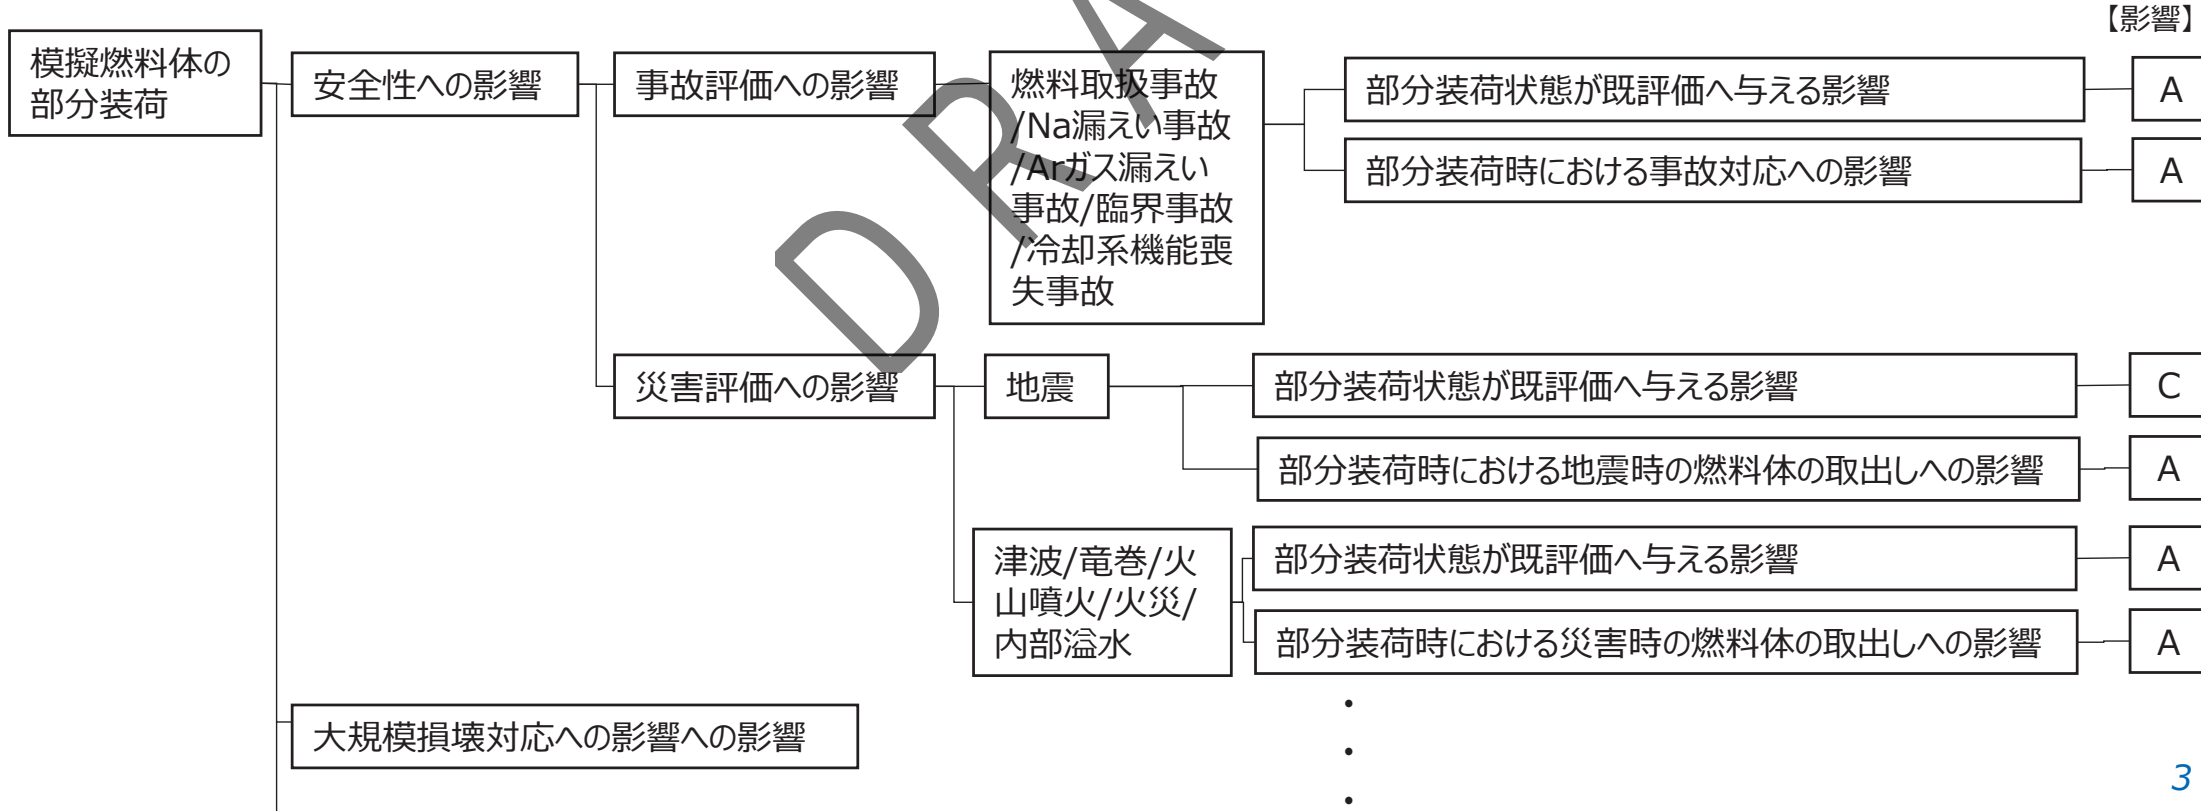 【影響】
模擬燃料体の
部分装荷
安全性への影響
事故評価への影響
燃料取扱事故
/Na漏えい事故
/Arガス漏えい
事故/臨界事故
/冷却系機能喪
失事故
部分装荷状態が既評価へ与える影響
A
部分装荷時における事故対応への影響
A
災害評価への影響
地震
部分装荷状態が既評価へ与える影響
C
部分装荷時における地震時の燃料体の取出しへの影響
A
津波/竜巻/火
山噴火/火災/
内部溢水
部分装荷状態が既評価へ与える影響
A
部分装荷時における災害時の燃料体の取出しへの影響
A
大規模損壊対応への影響への影響
・
・
・
3
DRA